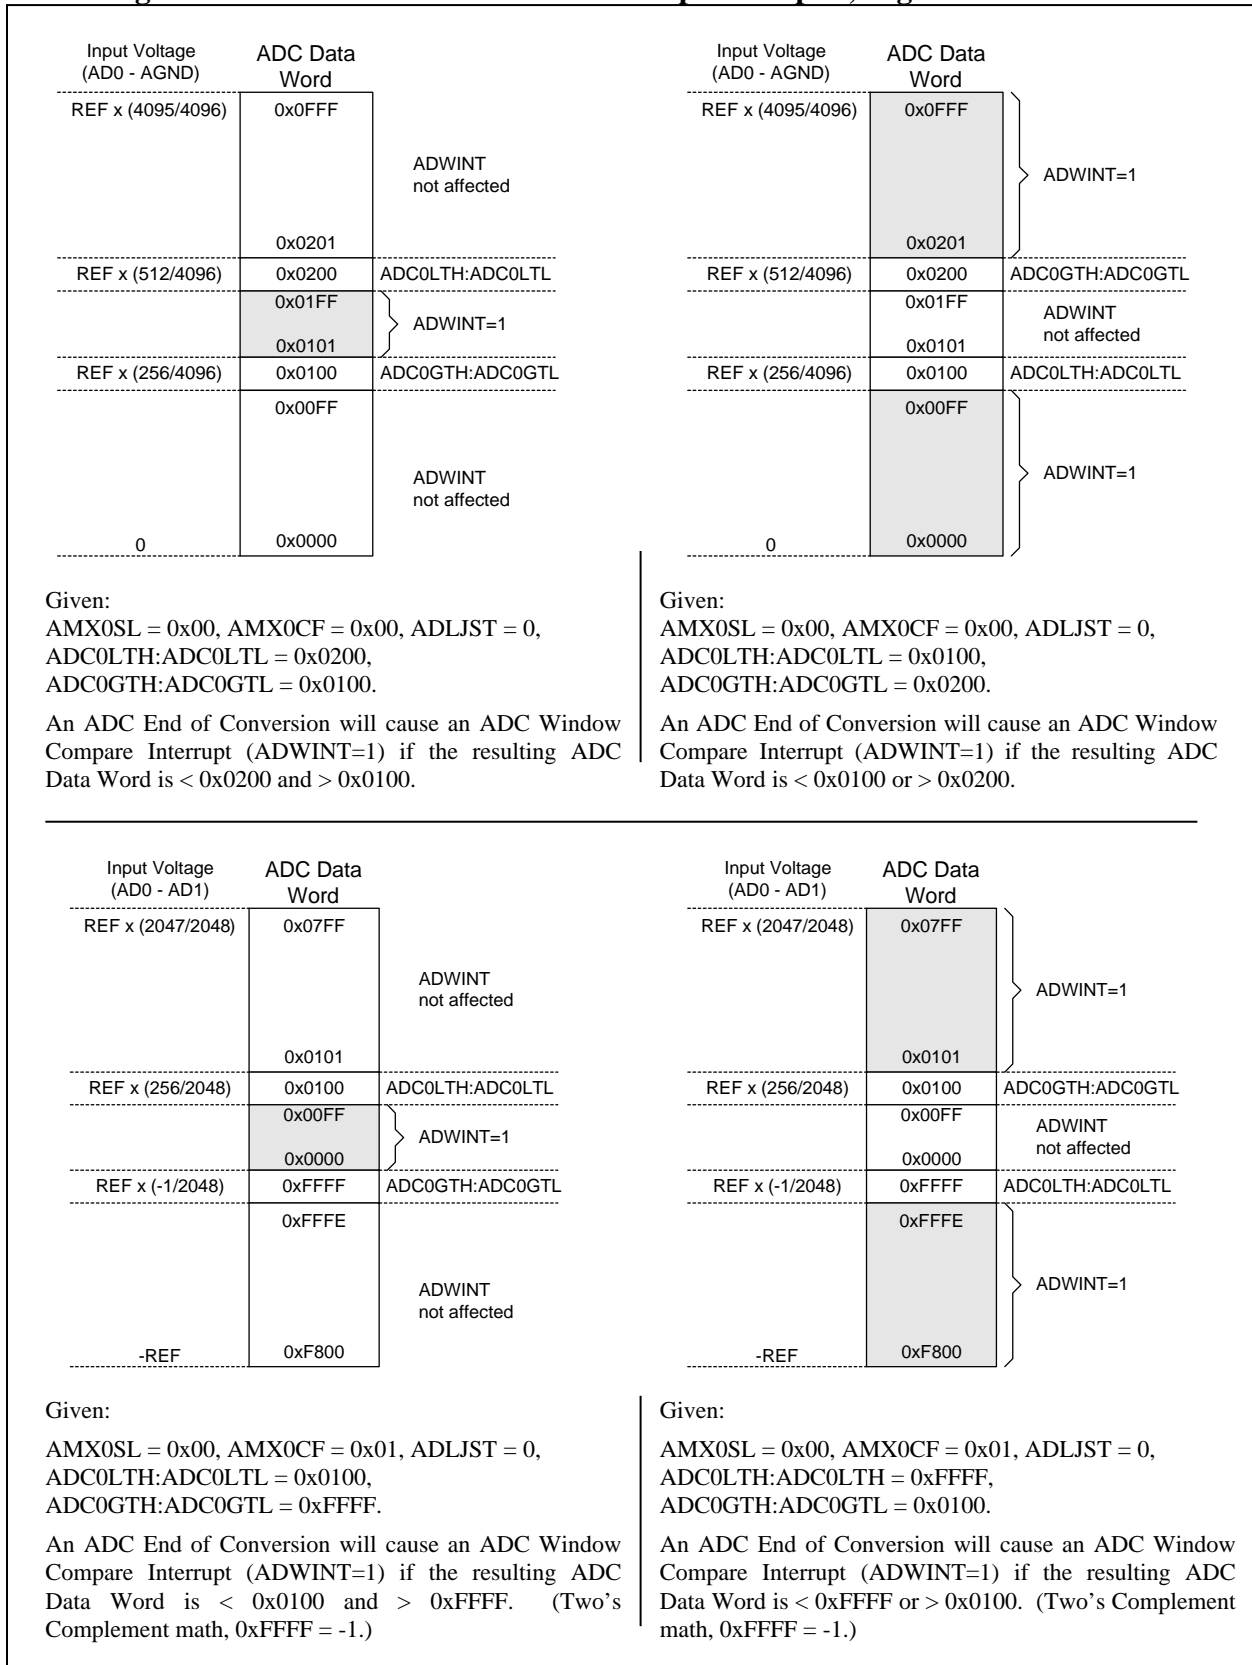 Input Voltage
(AD0 - AGND)
ADC Data
Word
REF x (4095/4096)
0x0FFF
ADWINT
not affected
0x0201
REF x (512/4096)
0x0200
ADC0LTH:ADC0LTL
0x01FF
ADWINT=1
0x0101
REF x (256/4096)
0x0100
ADC0GTH:ADC0GTL
0x00FF
ADWINT
not affected
0
0x0000
Given:
AMX0SL = 0x00, AMX0CF = 0x00, ADLJST = 0,
ADC0LTH:ADC0LTL = 0x0200,
ADC0GTH:ADC0GTL = 0x0100.
An ADC End of Conversion will cause an ADC Window
Compare Interrupt (ADWINT=1) if the resulting ADC
Data Word is < 0x0200 and > 0x0100.
Input Voltage
(AD0 - AGND)
ADC Data
Word
REF x (4095/4096)
0x0FFF
ADWINT=1
0x0201
REF x (512/4096)
0x0200
ADC0GTH:ADC0GTL
0x01FF
ADWINT
not affected
0x0101
REF x (256/4096)
0x0100
ADC0LTH:ADC0LTL
0x00FF
ADWINT=1
0
0x0000
Given:
AMX0SL = 0x00, AMX0CF = 0x00, ADLJST = 0,
ADC0LTH:ADC0LTL = 0x0100,
ADC0GTH:ADC0GTL = 0x0200.
An ADC End of Conversion will cause an ADC Window
Compare Interrupt (ADWINT=1) if the resulting ADC
Data Word is < 0x0100 or > 0x0200.
Input Voltage
(AD0 - AD1)
ADC Data
Word
REF x (2047/2048)
0x07FF
ADWINT
not affected
0x0101
REF x (256/2048)
0x0100
ADC0LTH:ADC0LTL
0x00FF
ADWINT=1
0x0000
REF x (-1/2048)
0xFFFF
ADC0GTH:ADC0GTL
0xFFFE
ADWINT
not affected
-REF
0xF800
Given:
AMX0SL = 0x00, AMX0CF = 0x01, ADLJST = 0,
ADC0LTH:ADC0LTL = 0x0100,
ADC0GTH:ADC0GTL = 0xFFFF.
An ADC End of Conversion will cause an ADC Window
Compare Interrupt (ADWINT=1) if the resulting ADC
Data Word is < 0x0100 and > 0xFFFF. (Two's
Complement math, 0xFFFF = -1.)
Input Voltage
(AD0 - AD1)
ADC Data
Word
REF x (2047/2048)
0x07FF
ADWINT=1
0x0101
REF x (256/2048)
0x0100
ADC0GTH:ADC0GTL
0x00FF
ADWINT
not affected
0x0000
REF x (-1/2048)
0xFFFF
ADC0LTH:ADC0LTL
0xFFFE
ADWINT=1
-REF
0xF800
Given:
AMX0SL = 0x00, AMX0CF = 0x01, ADLJST = 0,
ADC0LTH:ADC0LTH = 0xFFFF,
ADC0GTH:ADC0GTL = 0x0100.
An ADC End of Conversion will cause an ADC Window
Compare Interrupt (ADWINT=1) if the resulting ADC
Data Word is < 0xFFFF or > 0x0100. (Two's Complement
math, 0xFFFF = -1.)